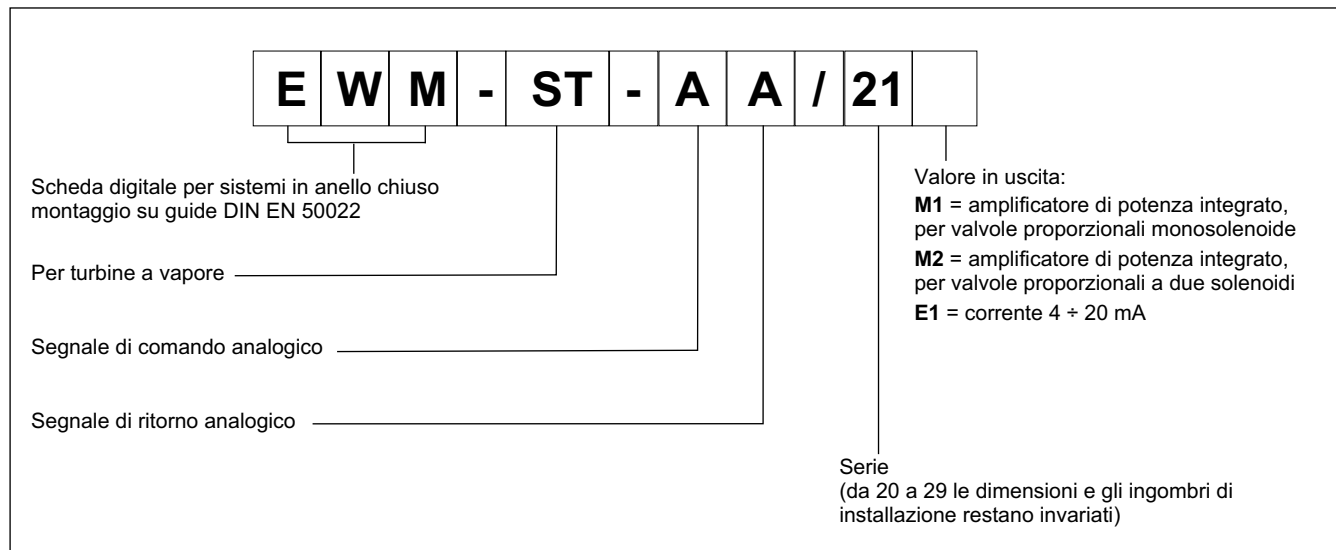 E W M - ST - A A / 21
Scheda digitale per sistemi in anello chiuso
montaggio su guide DIN EN 50022
Per turbine a vapore
Segnale di comando analogico
Segnale di ritorno analogico
Valore in uscita:
M1 = amplificatore di potenza integrato,
per valvole proporzionali monosolenoide
M2 = amplificatore di potenza integrato,
per valvole proporzionali a due solenoidi
E1 = corrente 4 ÷ 20 mA
Serie
(da 20 a 29 le dimensioni e gli ingombri di
installazione restano invariati)